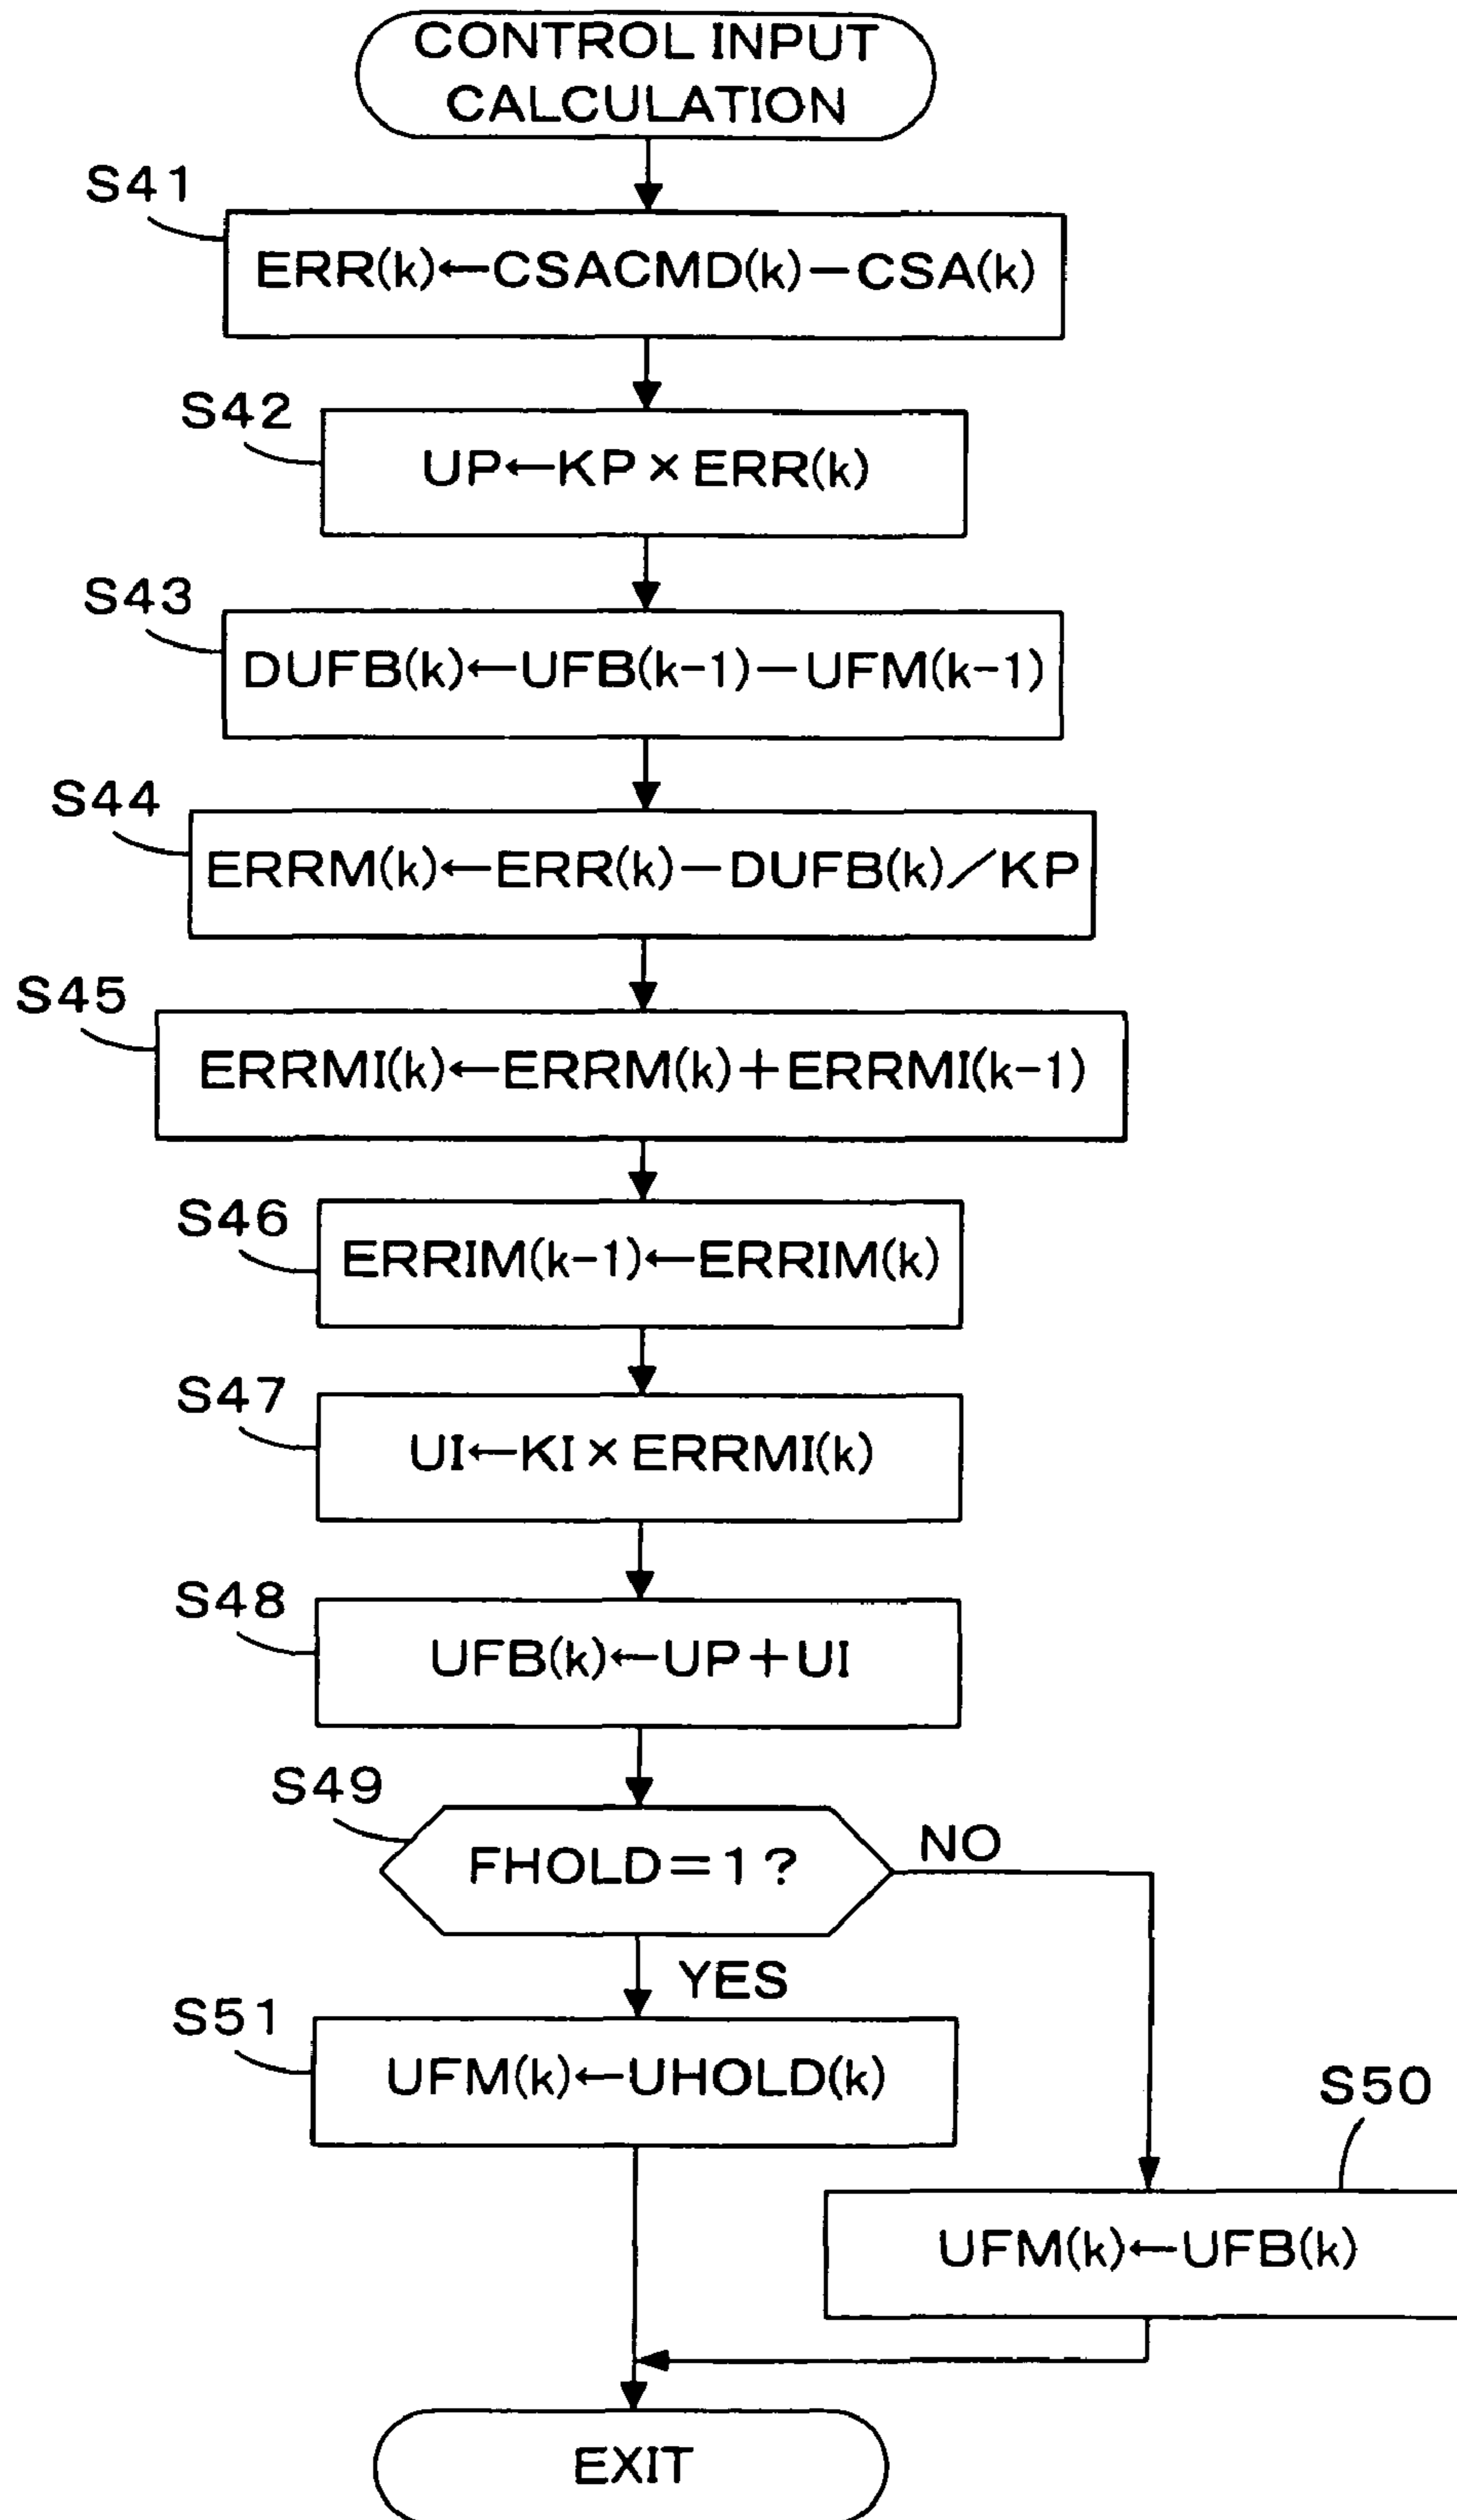 CONTROL INPUT
CALCULATION
S41
ERR(k)←CSACMD(k)−CSA(k)
S42
UP←KP×ERR(k)
S43
DUFB(k)←UFB(k-1)−UFM(k-1)
S44
ERRM(k)←ERR(k)−DUFB(k)/KP
S45
ERRMI(k)←ERRM(k)+ERRMI(k-1)
S46
ERRIM(k-1)←ERRIM(k)
S47
UI←KI×ERRMI(k)
S48
UFB(k)←UP+UI
S49
FHOLD=1?
NO
YES
S51
UFM(k)←UHOLD(k)
S50
UFM(k)←UFB(k)
EXIT